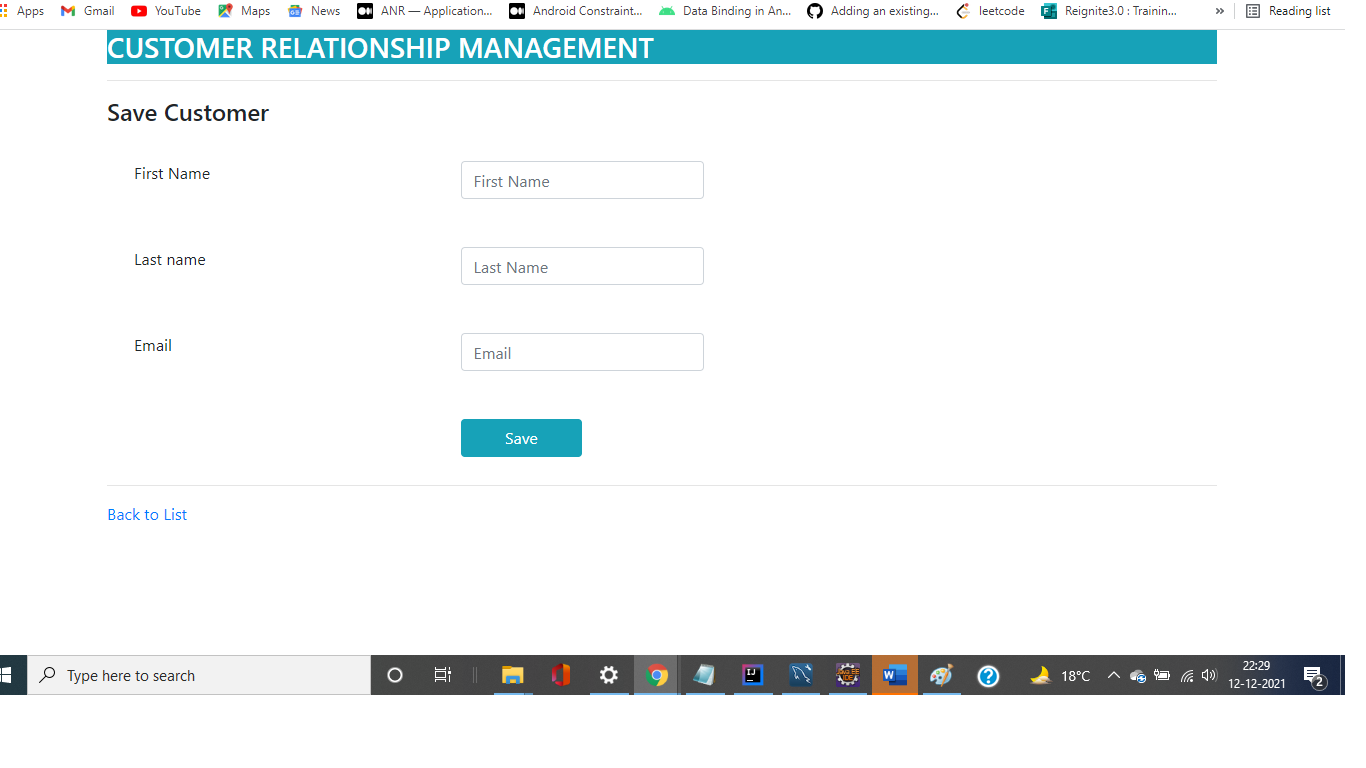 Apps Gmail YouTube Maps News ANR — Application... Android Constraint... Data Binding in An... Adding an existing... leetcode Reignite3.0 : Trainin... » Reading list
CUSTOMER RELATIONSHIP MANAGEMENT
Save Customer
First Name First Name
Last name Last Name
Email Email
Save
Back to List
Type here to search 18°C 22:29
12-12-2021 2